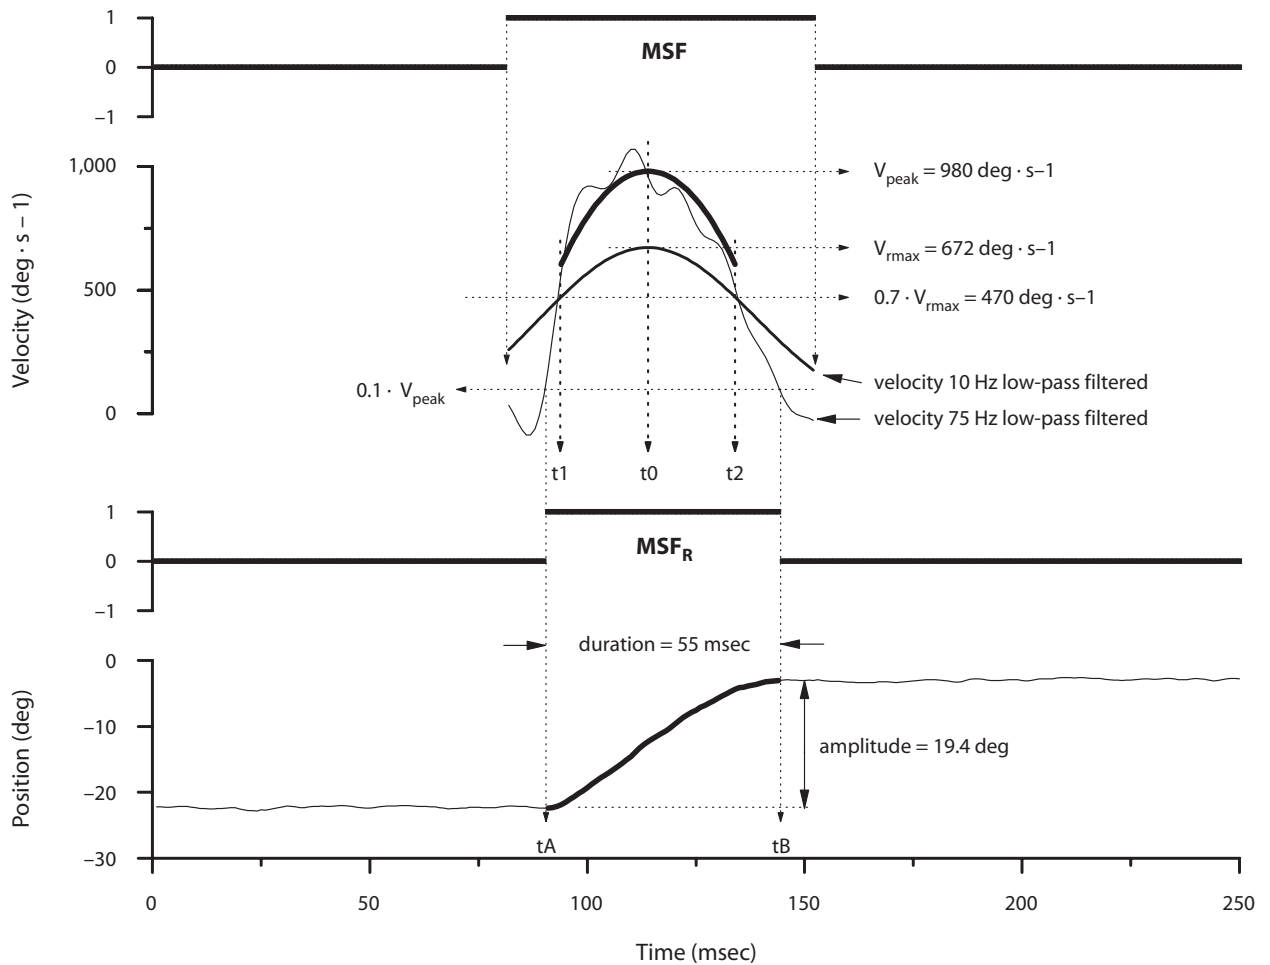 1
0
–1
MSF
Velocity (deg · s – 1)
1,000
500
0
V_peak = 980 deg · s–1
V_rmax = 672 deg · s–1
0.7 · V_rmax = 470 deg · s–1
0.1 · V_peak
velocity 10 Hz low-pass filtered
velocity 75 Hz low-pass filtered
t1 t0 t2
1
0
–1
MSF_R
duration = 55 msec
Position (deg)
0
–10
–20
–30
amplitude = 19.4 deg
tA tB
0 50 100 150 200 250
Time (msec)